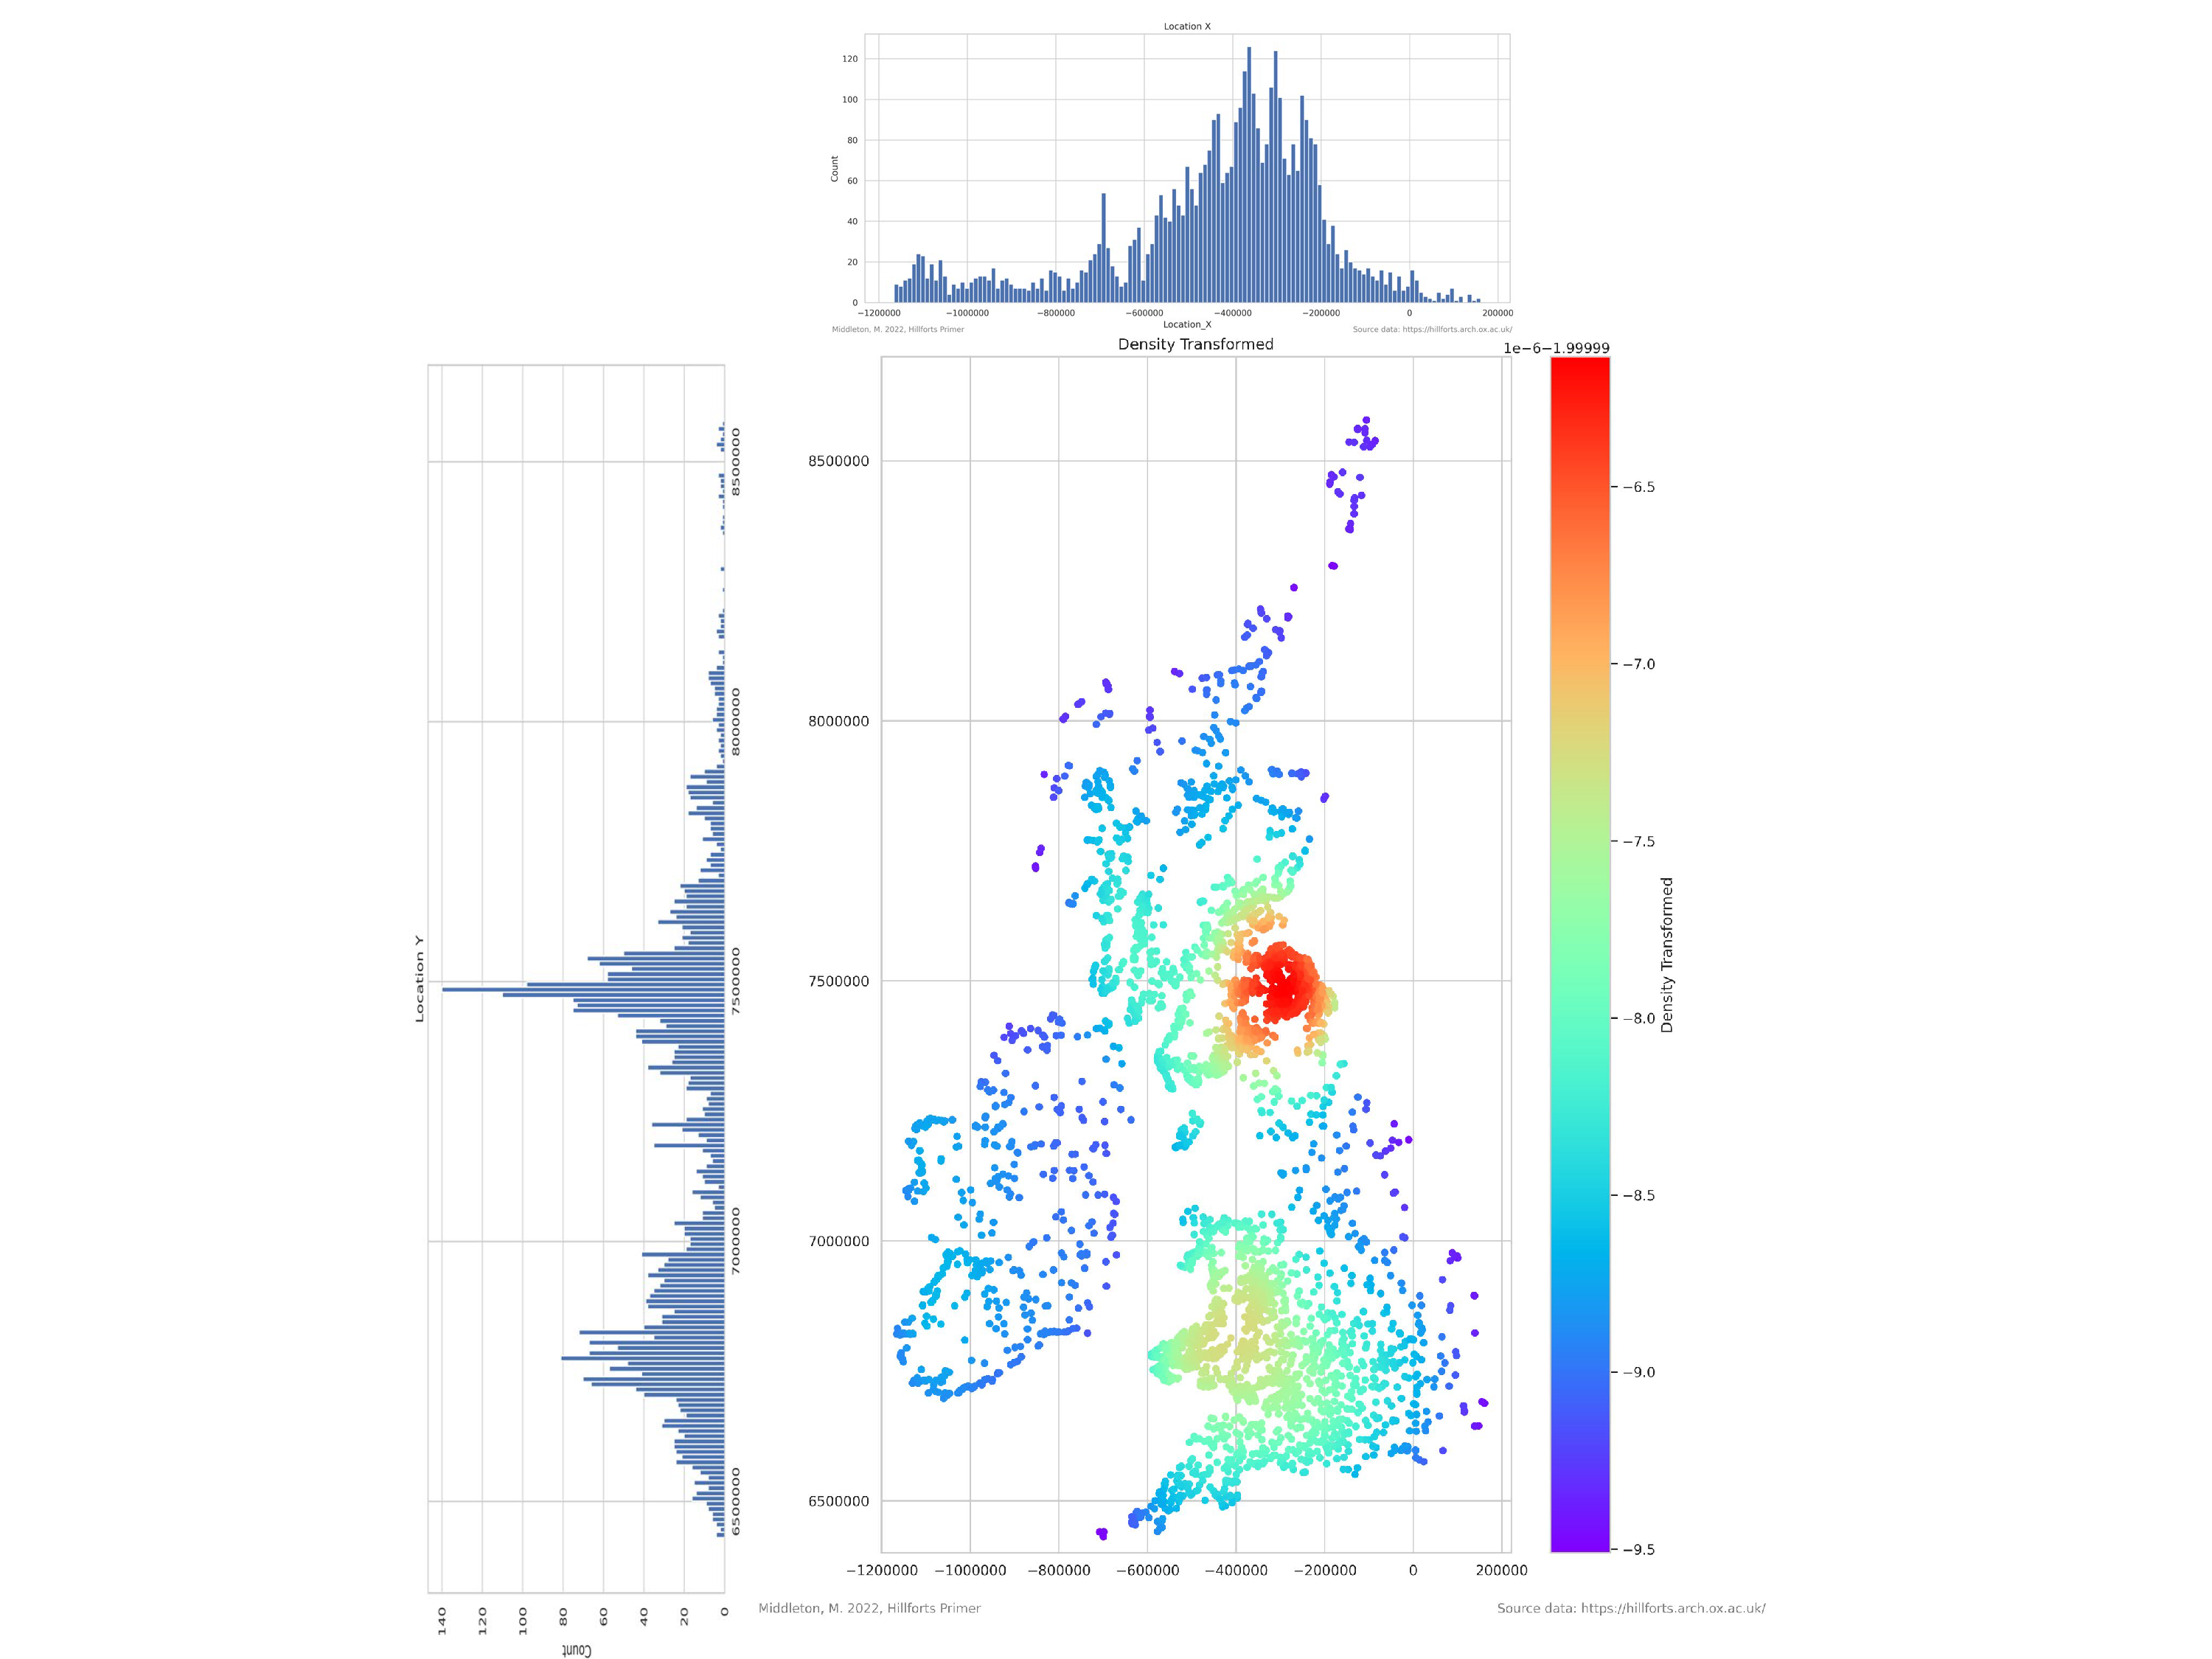 Location X
120
100
80
60
40
20
0
Count
−1200000 −1000000 −800000 −600000 −400000 −200000 0 200000
Location_X
Middleton, M. 2022, Hillforts Primer
Source data: https://hillforts.arch.ox.ac.uk/
Density Transformed
1e−6−1.99999
8500000
8000000
7500000
7000000
6500000
−1200000 −1000000 −800000 −600000 −400000 −200000 0 200000
−6.5
−7.0
−7.5
−8.0
−8.5
−9.0
−9.5
Density Transformed
Location Y
8500000
8000000
7500000
7000000
6500000
140 120 100 80 60 40 20 0
Count
Middleton, M. 2022, Hillforts Primer
Source data: https://hillforts.arch.ox.ac.uk/